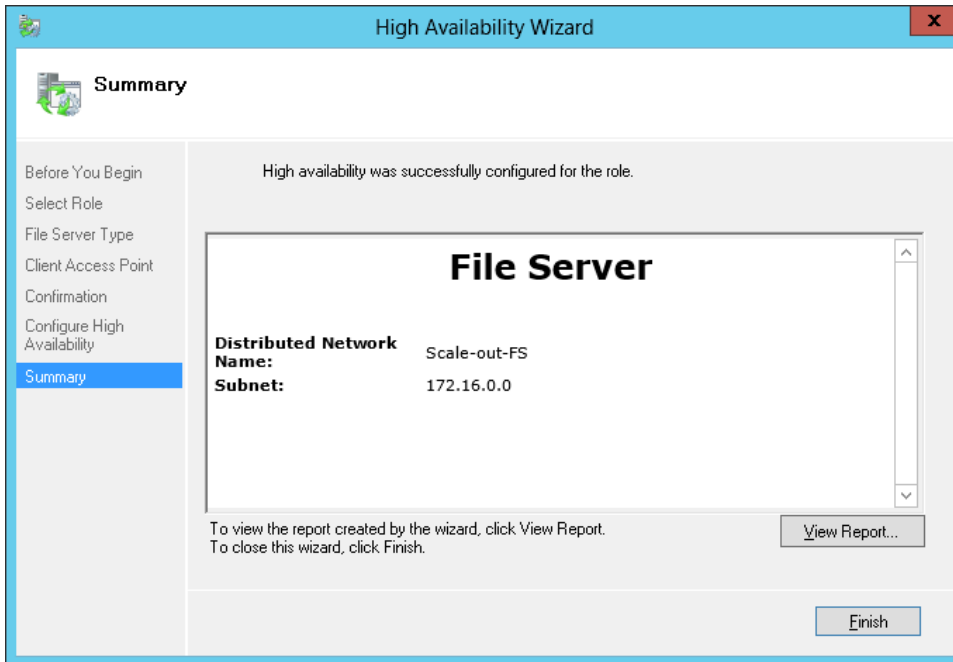 High Availability Wizard
x
Summary
Before You Begin
Select Role
File Server Type
Client Access Point
Confirmation
Configure High
Availability
Summary
High availability was successfully configured for the role.
File Server
Distributed Network
Name:
Scale-out-FS
Subnet:
172.16.0.0
To view the report created by the wizard, click View Report.
To close this wizard, click Finish.
View Report...
Finish